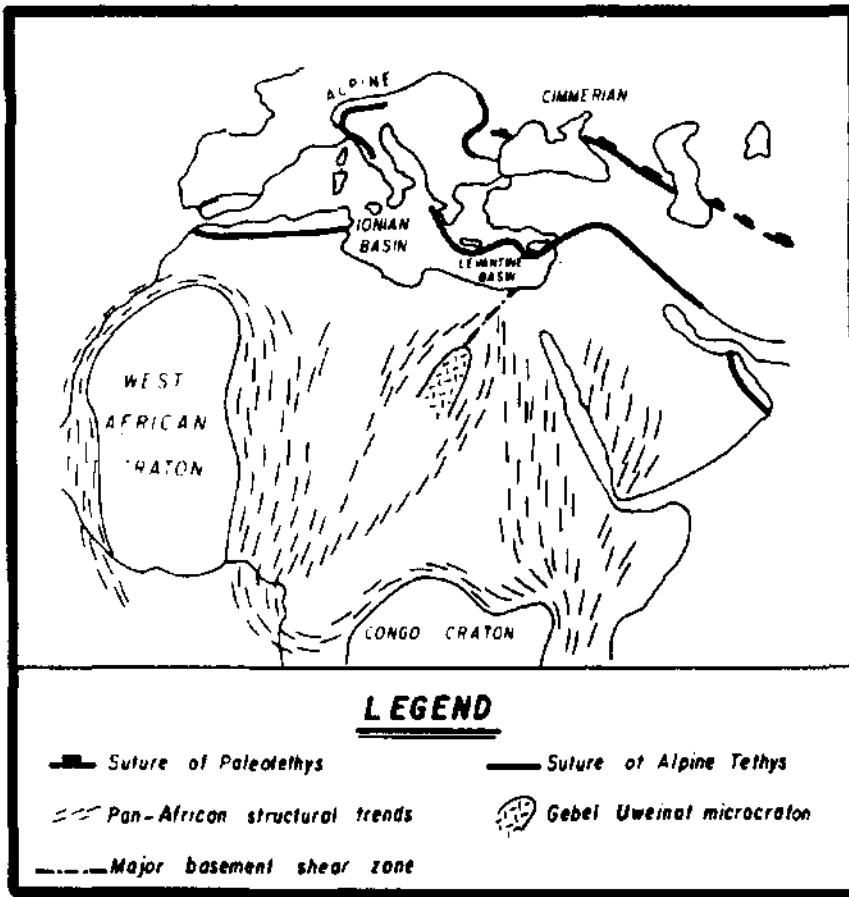 ALPINE
CIMMERIAN
IONIAN
BASIN
LEVANTINE
BASIN
WEST
AFRICAN
CRATON
CONGO CRATON
LEGEND
Suture of Paleotethys
Suture of Alpine Tethys
Pan-African structural trends
Gebel Uweinat microcraton
Major basement shear zone